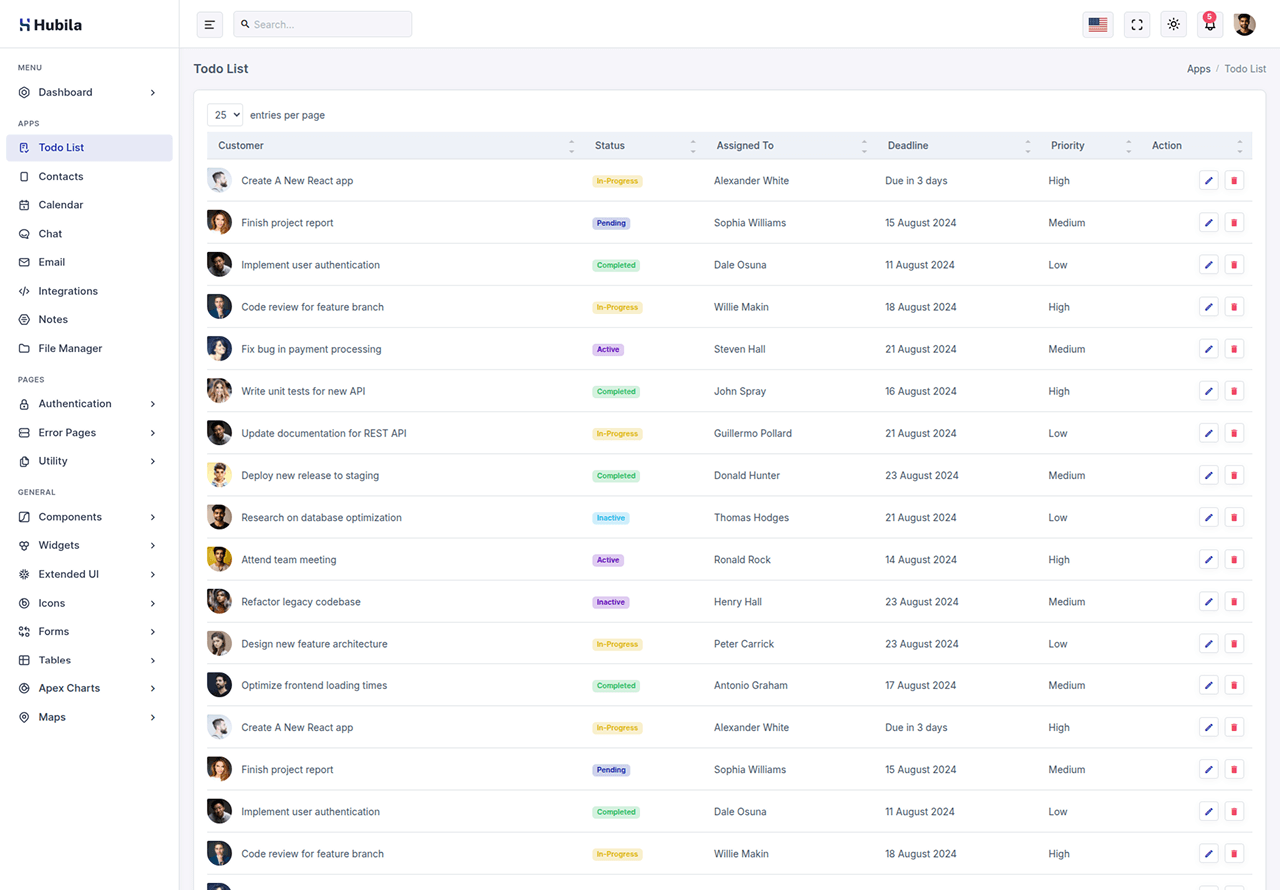 Hubila
Search...
5
MENU
Dashboard
APPS
Todo List
Contacts
Calendar
Chat
Email
Integrations
Notes
File Manager
PAGES
Authentication
Error Pages
Utility
GENERAL
Components
Widgets
Extended UI
Icons
Forms
Tables
Apex Charts
Maps
Todo List
Apps / Todo List
25 entries per page
Customer Status Assigned To Deadline Priority Action
Create A New React app In-Progress Alexander White Due in 3 days High
Finish project report Pending Sophia Williams 15 August 2024 Medium
Implement user authentication Completed Dale Osuna 11 August 2024 Low
Code review for feature branch In-Progress Willie Makin 18 August 2024 High
Fix bug in payment processing Active Steven Hall 21 August 2024 Medium
Write unit tests for new API Completed John Spray 16 August 2024 High
Update documentation for REST API In-Progress Guillermo Pollard 21 August 2024 Low
Deploy new release to staging Completed Donald Hunter 23 August 2024 Medium
Research on database optimization Inactive Thomas Hodges 21 August 2024 Low
Attend team meeting Active Ronald Rock 14 August 2024 High
Refactor legacy codebase Inactive Henry Hall 23 August 2024 Medium
Design new feature architecture In-Progress Peter Carrick 23 August 2024 Low
Optimize frontend loading times Completed Antonio Graham 17 August 2024 Medium
Create A New React app In-Progress Alexander White Due in 3 days High
Finish project report Pending Sophia Williams 15 August 2024 Medium
Implement user authentication Completed Dale Osuna 11 August 2024 Low
Code review for feature branch In-Progress Willie Makin 18 August 2024 High